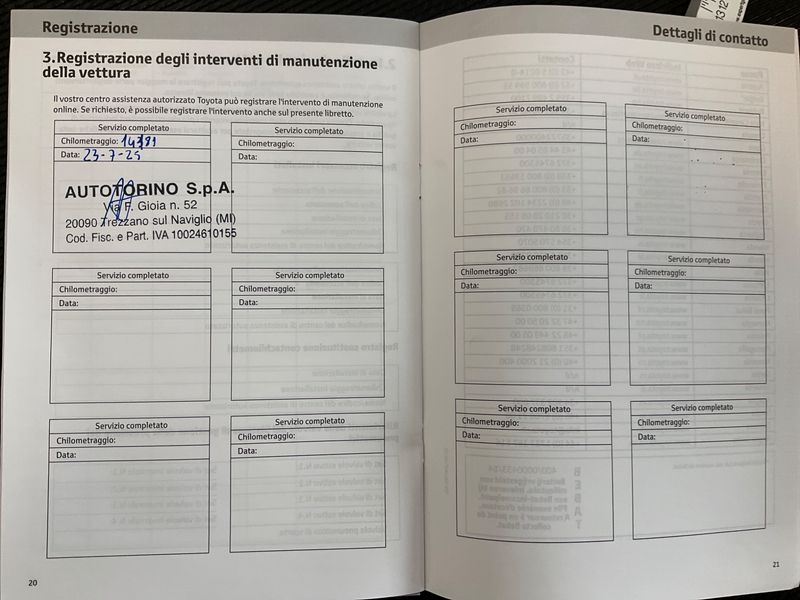 Registrazione
3.Registrazione degli interventi di manutenzione
della vettura
Il vostro centro assistenza autorizzato Toyota può registrare l'intervento di manutenzione
online. Se richiesto, è possibile registrare l'intervento anche sul presente libretto.
Servizio completato
Chilometraggio:
Data: 23-7-25
AUTOTORINO S.p.A.
Via F. Gioia n. 52
20090 Trezzano sul Naviglio (MI)
Cod. Fisc. e Part. IVA 10024610155
Servizio completato
Chilometraggio:
Data:
Servizio completato
Chilometraggio:
Data:
Servizio completato
Chilometraggio:
Data:
Servizio completato
Chilometraggio:
Data:
Servizio completato
Chilometraggio:
Data:
20
Dettagli di contatto
Servizio completato
Chilometraggio:
Data:
Servizio completato
Chilometraggio:
Data:
Servizio completato
Chilometraggio:
Data:
Servizio completato
Chilometraggio:
Data:
Servizio completato
Chilometraggio:
Data:
Servizio completato
Chilometraggio:
Data:
21